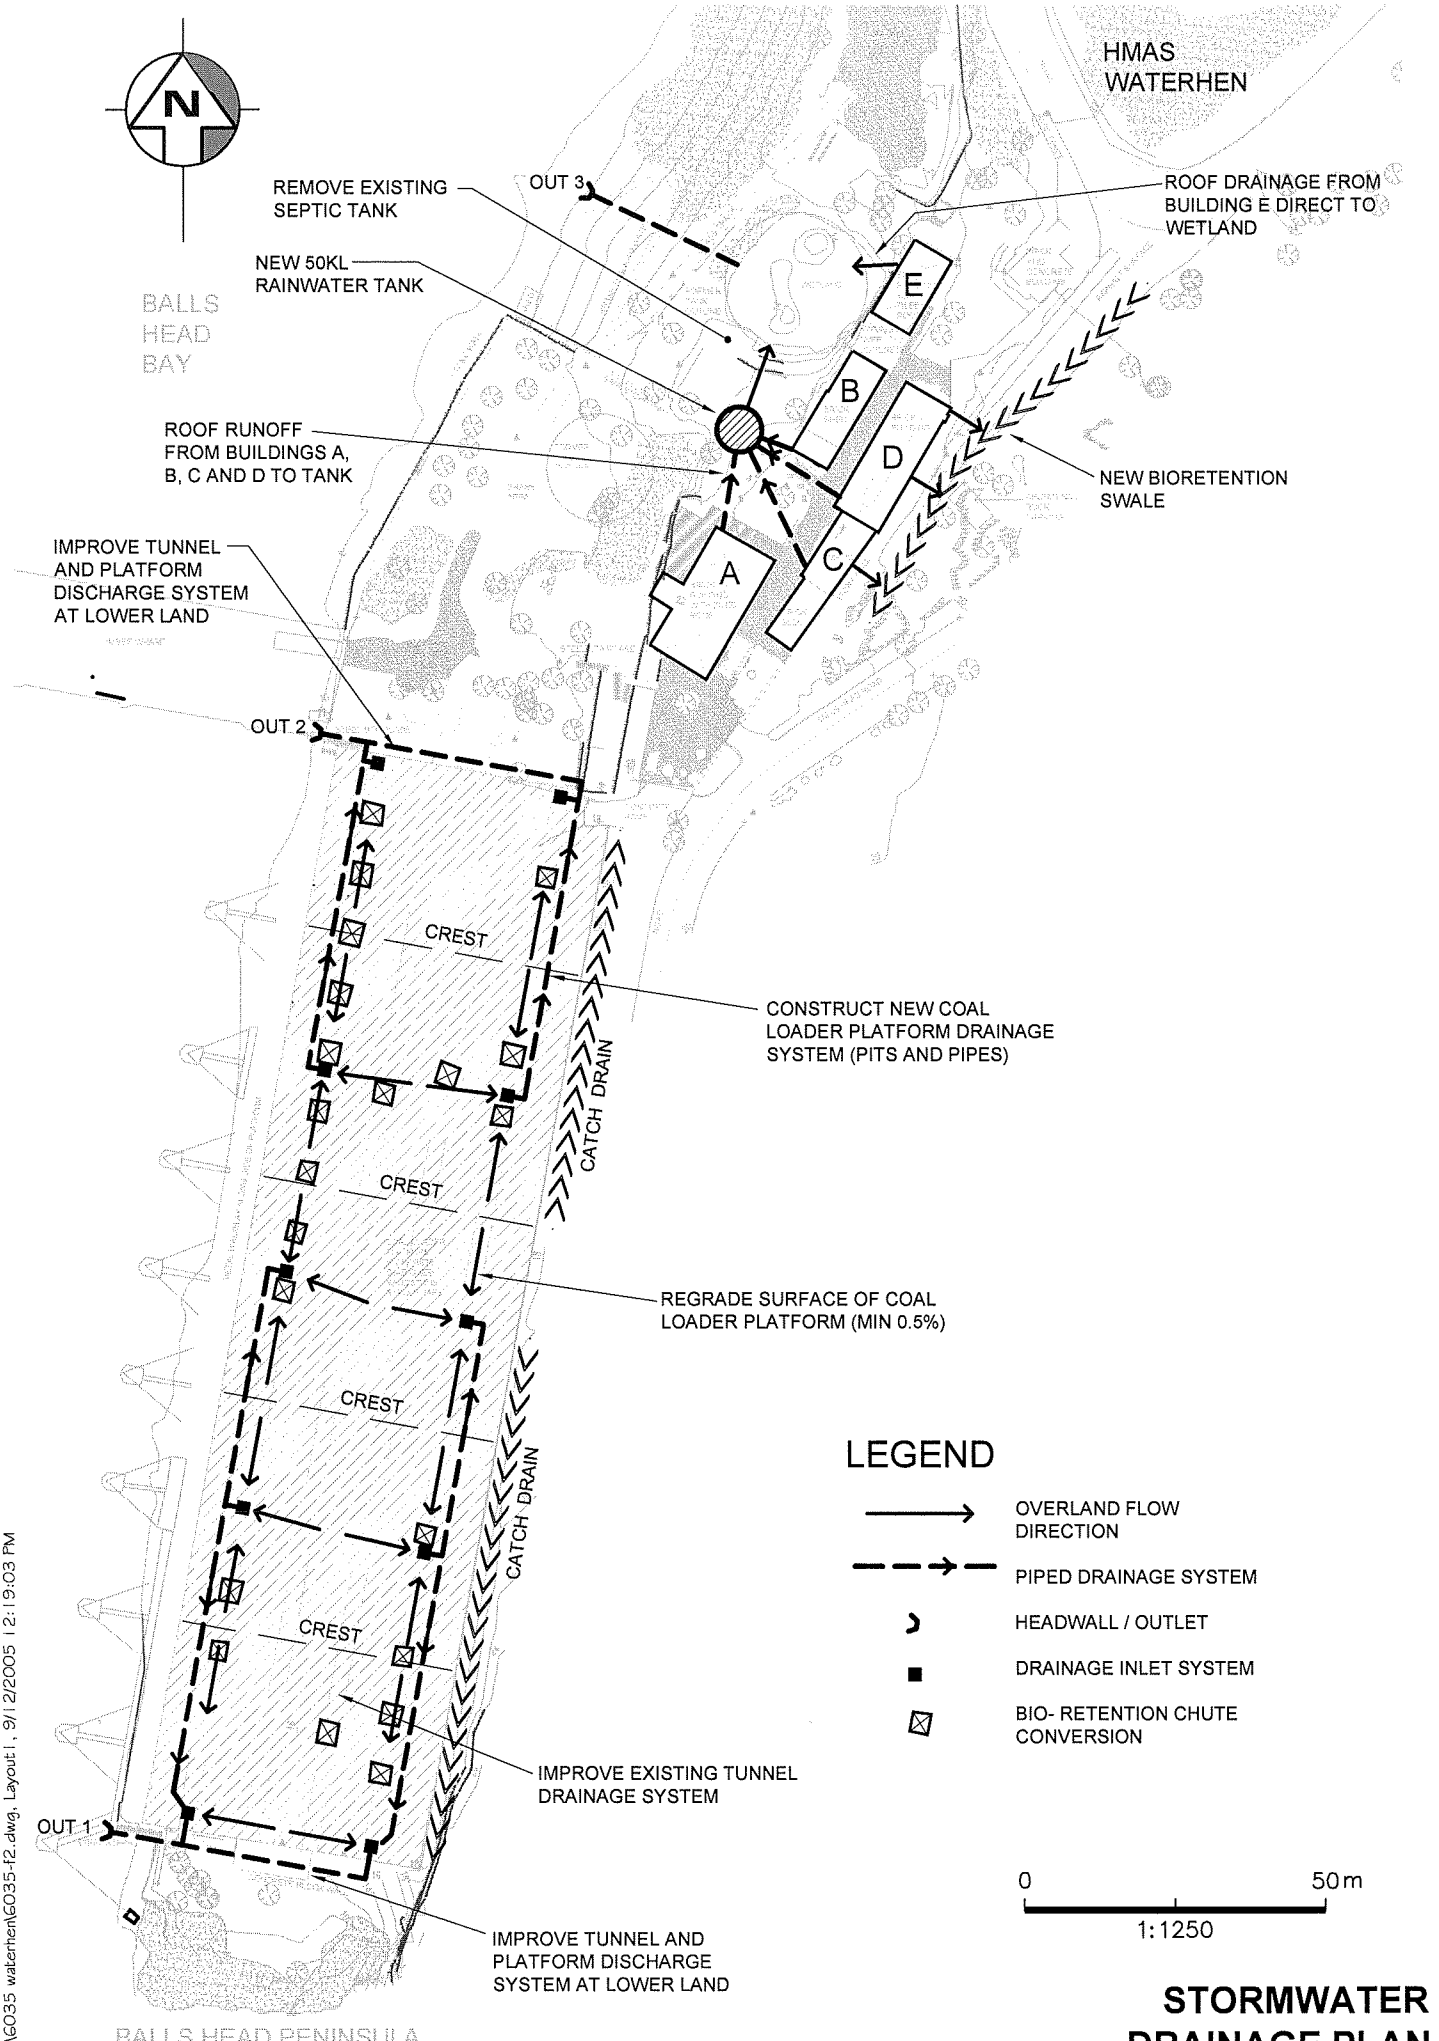 HMAS
WATERHEN
N
REMOVE EXISTING
SEPTIC TANK
OUT 3
ROOF DRAINAGE FROM
BUILDING E DIRECT TO
WETLAND
NEW 50KL
RAINWATER TANK
BALLS
HEAD
BAY
E
B
D
ROOF RUNOFF
FROM BUILDINGS A,
B, C AND D TO TANK
NEW BIORETENTION
SWALE
IMPROVE TUNNEL
AND PLATFORM
DISCHARGE SYSTEM
AT LOWER LAND
A
C
OUT 2
CREST
CONSTRUCT NEW COAL
LOADER PLATFORM DRAINAGE
SYSTEM (PITS AND PIPES)
CATCH DRAIN
CREST
REGRADE SURFACE OF COAL
LOADER PLATFORM (MIN 0.5%)
CREST
CATCH DRAIN
CREST
LEGEND
OVERLAND FLOW
DIRECTION
PIPED DRAINAGE SYSTEM
HEADWALL / OUTLET
DRAINAGE INLET SYSTEM
BIO- RETENTION CHUTE
CONVERSION
IMPROVE EXISTING TUNNEL
DRAINAGE SYSTEM
OUT 1
IMPROVE TUNNEL AND
PLATFORM DISCHARGE
SYSTEM AT LOWER LAND
0 50m
1:1250
STORMWATER
DRAINAGE PLAN
BALLS HEAD PENINSULA
\6035 waterhen\6035-f2.dwg, Layout1, 9/12/2005 12:19:03 PM